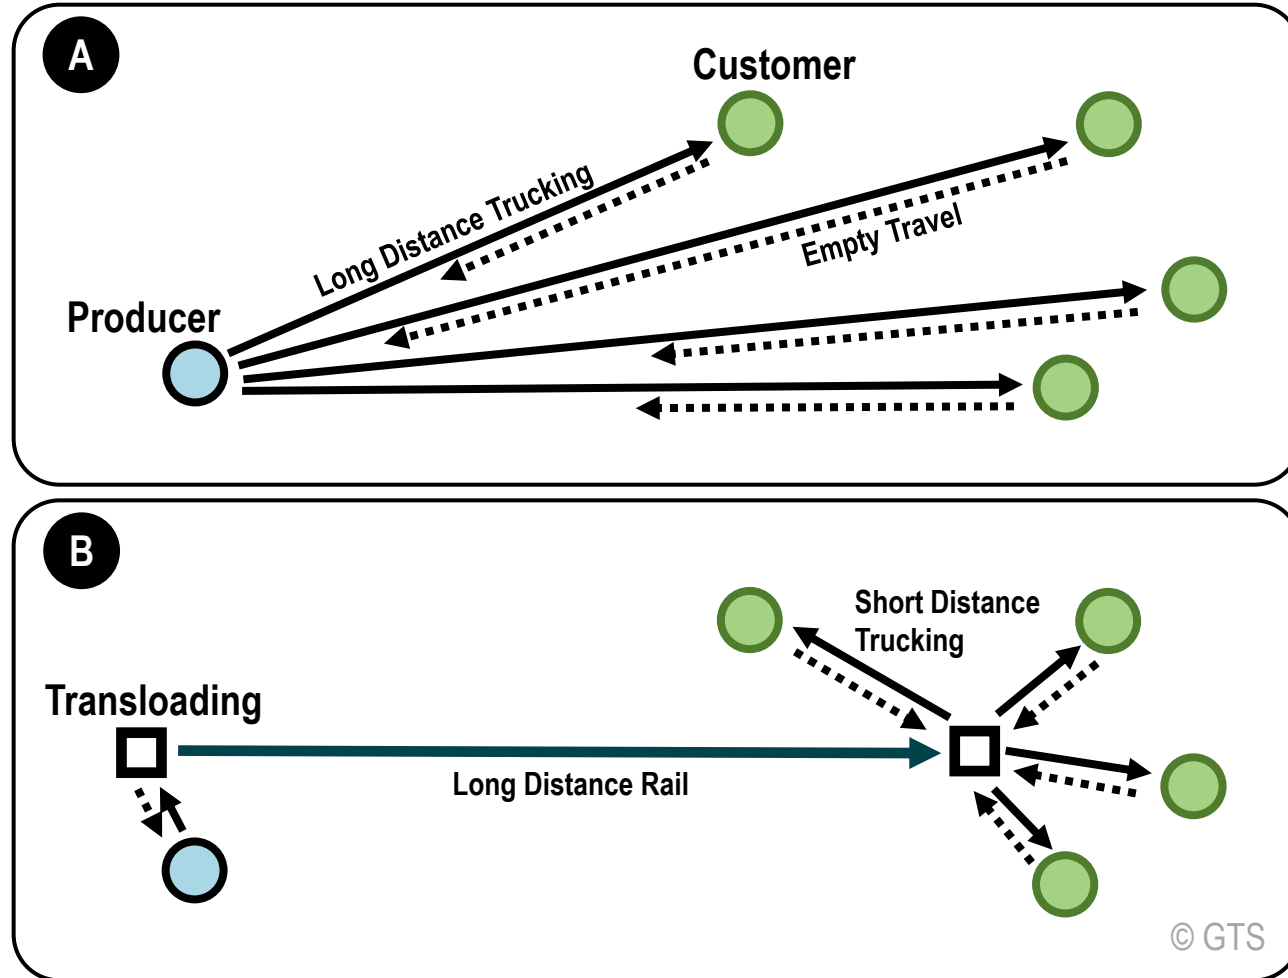 A
Customer
Long Distance Trucking
Empty Travel
Producer
B
Short Distance
Trucking
Transloading
Long Distance Rail
© GTS